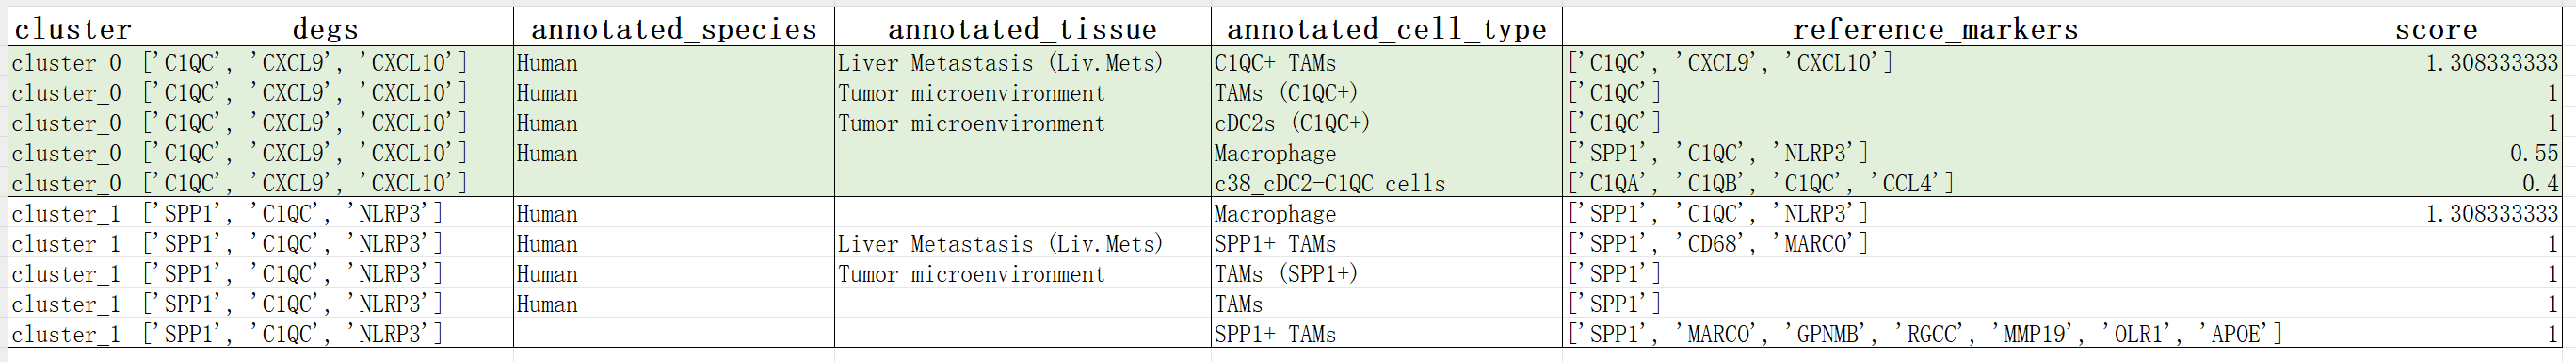 cluster degs annotated_species annotated_tissue annotated_cell_type reference_markers score
cluster_0 ['C1QC', 'CXCL9', 'CXCL10'] Human Liver Metastasis (Liv.Mets) C1QC+ TAMs ['C1QC', 'CXCL9', 'CXCL10'] 1.308333333
cluster_0 ['C1QC', 'CXCL9', 'CXCL10'] Human Tumor microenvironment TAMs (C1QC+) ['C1QC'] 1
cluster_0 ['C1QC', 'CXCL9', 'CXCL10'] Human Tumor microenvironment cDC2s (C1QC+) ['C1QC'] 1
cluster_0 ['C1QC', 'CXCL9', 'CXCL10'] Human Macrophage ['SPP1', 'C1QC', 'NLRP3'] 0.55
cluster_0 ['C1QC', 'CXCL9', 'CXCL10'] c38_cDC2-C1QC cells ['C1QA', 'C1QB', 'C1QC', 'CCL4'] 0.4
cluster_1 ['SPP1', 'C1QC', 'NLRP3'] Human Macrophage ['SPP1', 'C1QC', 'NLRP3'] 1.308333333
cluster_1 ['SPP1', 'C1QC', 'NLRP3'] Human Liver Metastasis (Liv.Mets) SPP1+ TAMs ['SPP1', 'CD68', 'MARCO'] 1
cluster_1 ['SPP1', 'C1QC', 'NLRP3'] Human Tumor microenvironment TAMs (SPP1+) ['SPP1'] 1
cluster_1 ['SPP1', 'C1QC', 'NLRP3'] Human TAMs ['SPP1'] 1
cluster_1 ['SPP1', 'C1QC', 'NLRP3'] SPP1+ TAMs ['SPP1', 'MARCO', 'GPNMB', 'RGCC', 'MMP19', 'OLR1', 'APOE'] 1